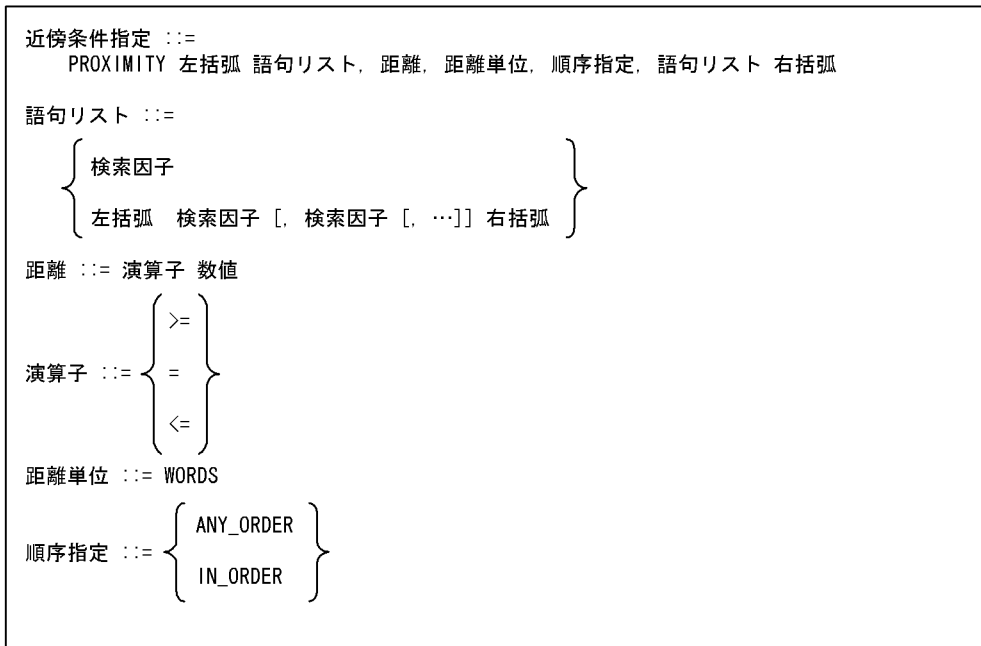 近傍条件指定 ::=
PROXIMITY 左括弧 語句リスト, 距離, 距離単位, 順序指定, 語句リスト 右括弧
語句リスト ::=
検索因子
左括弧 検索因子 [, 検索因子 [, …]] 右括弧
距離 ::= 演算子 数値
>=
演算子 ::= =
<=
距離単位 ::= WORDS
ANY_ORDER
順序指定 ::=
IN_ORDER